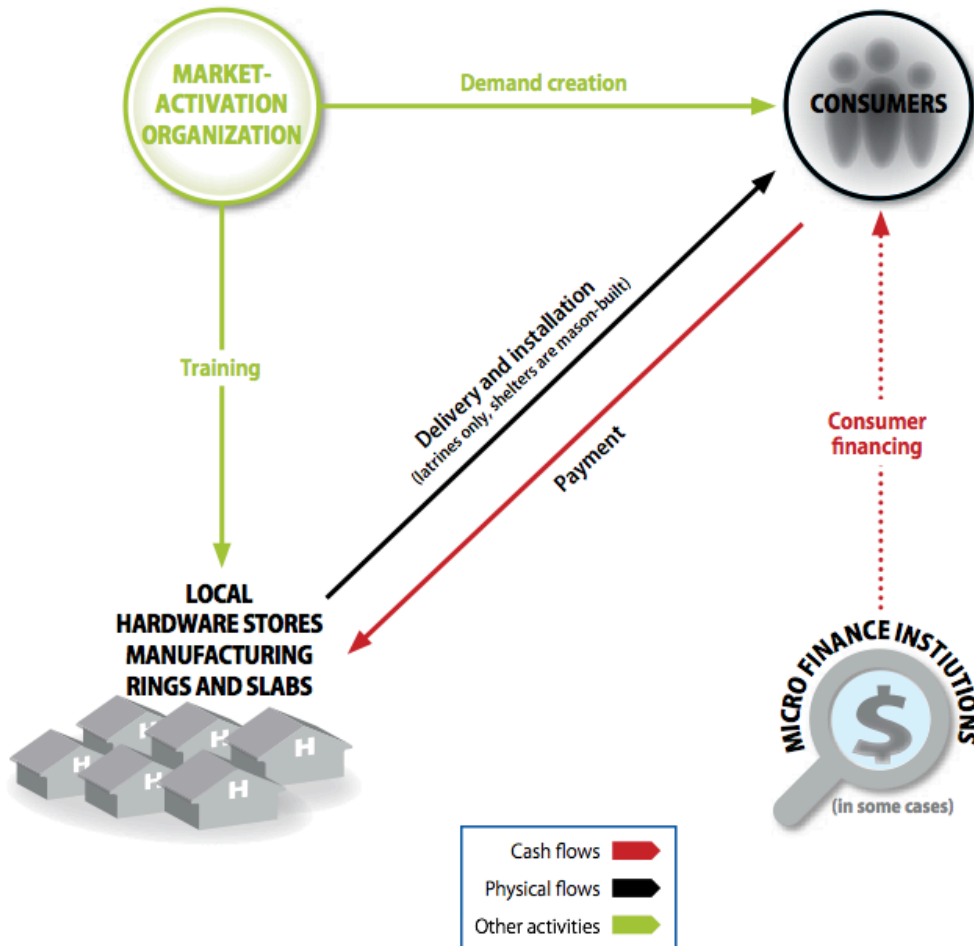 MARKET-
ACTIVATION
ORGANIZATION
Demand creation
CONSUMERS
Training
Delivery and installation
(latrines only, shelters are mason-built)
Payment
Consumer
financing
LOCAL
HARDWARE STORES
MANUFACTURING
RINGS AND SLABS
H
H
H
H
H
H
H
MICRO FINANCE INSTIUTIONS
$
(in some cases)
Cash flows
Physical flows
Other activities